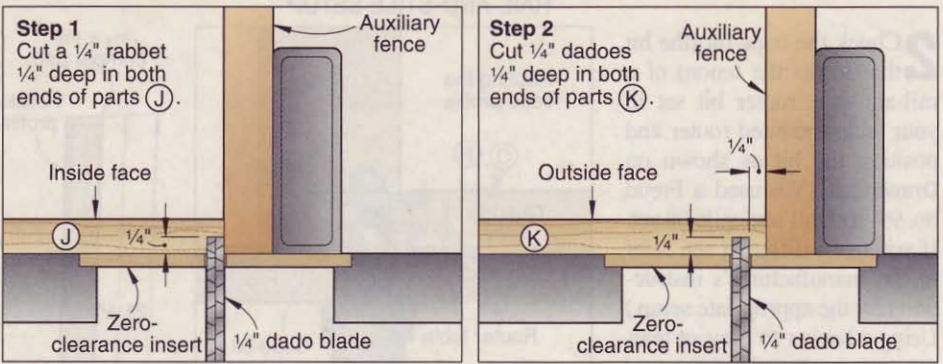 Step 1
Cut a ¼" rabbet
¼" deep in both
ends of parts Ⓙ.
Auxiliary
fence
Inside face
J
¼"
Zero-
clearance insert
¼" dado blade
Step 2
Cut ¼" dadoes
¼" deep in both
ends of parts Ⓚ.
Auxiliary
fence
¼"
Outside face
K
¼"
Zero-
clearance insert
¼" dado blade